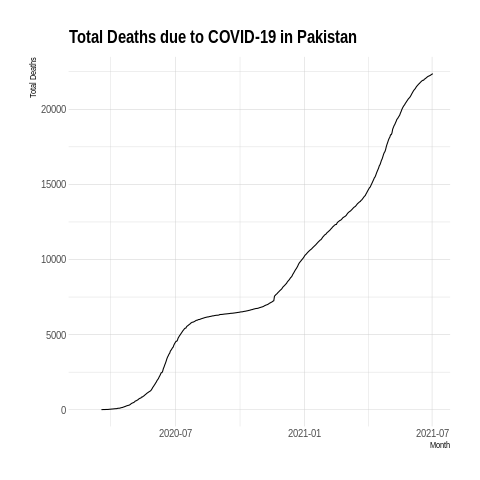 Total Deaths due to COVID-19 in Pakistan
Total Deaths
20000
15000
10000
5000
0
2020-07 2021-01 2021-07
Month